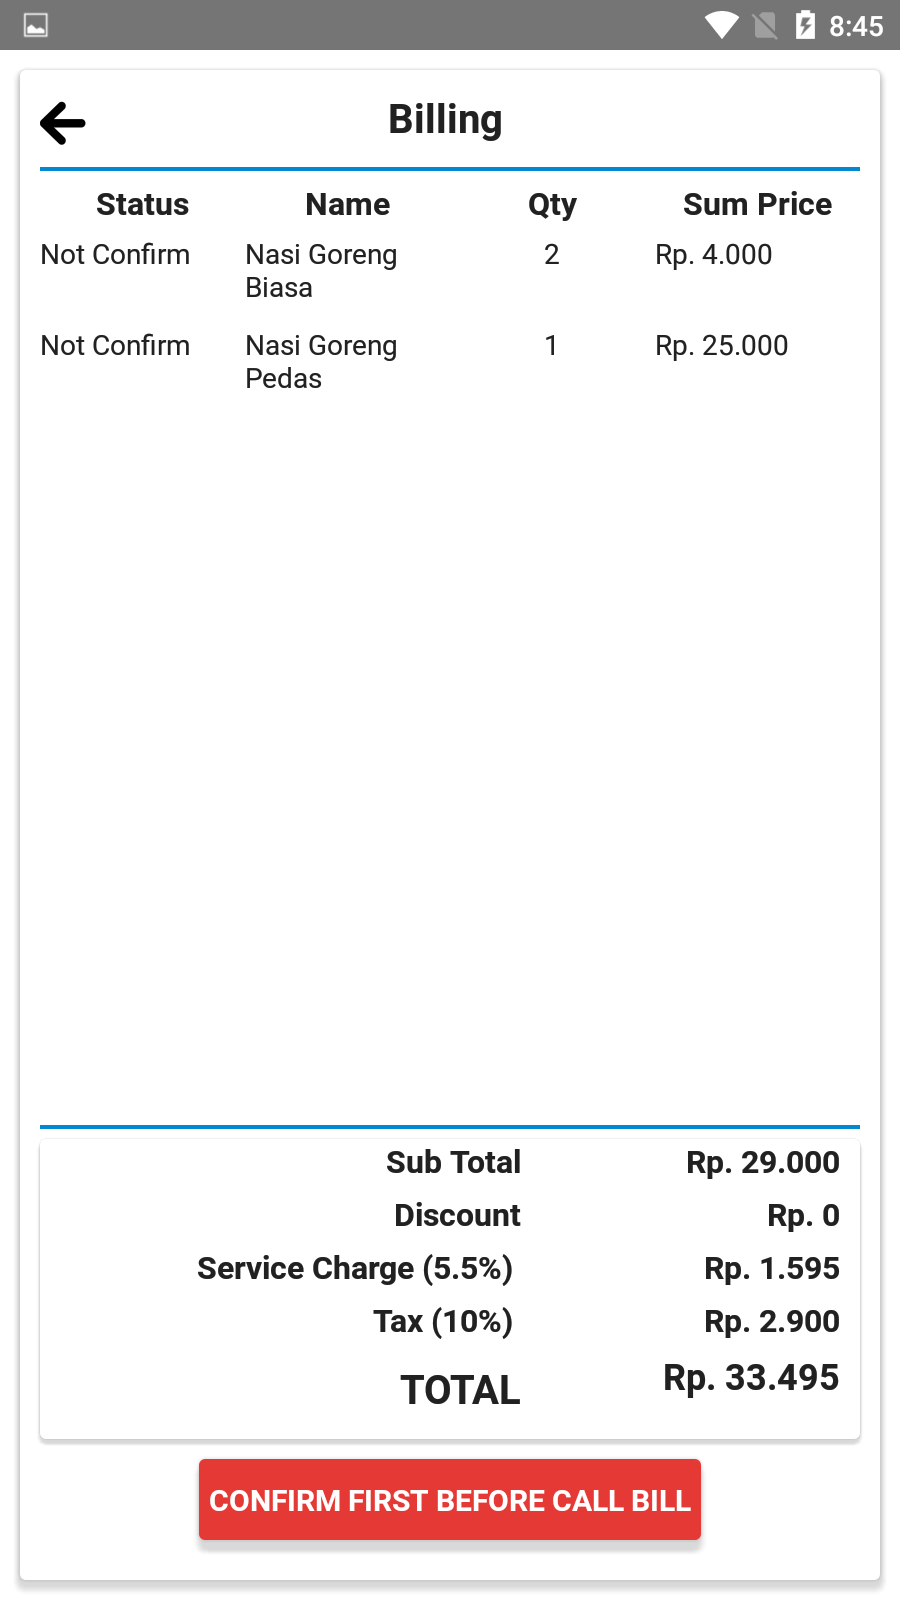 8:45
Billing
Status Name Qty Sum Price
Not Confirm Nasi Goreng Biasa 2 Rp. 4.000
Not Confirm Nasi Goreng Pedas 1 Rp. 25.000
Sub Total Rp. 29.000
Discount Rp. 0
Service Charge (5.5%) Rp. 1.595
Tax (10%) Rp. 2.900
TOTAL Rp. 33.495
CONFIRM FIRST BEFORE CALL BILL